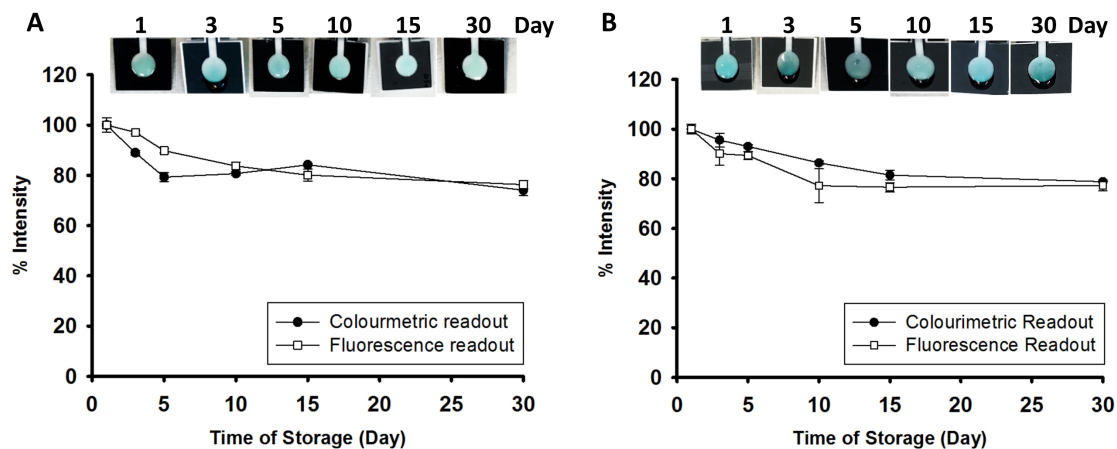 A 1 3 5 10 15 30 Day
120
100
80
60
40
20
0
% Intensity
Colourmetric readout
Fluorescence readout
0 5 10 15 20 25 30
Time of Storage (Day)
B 1 3 5 10 15 30 Day
120
100
80
60
40
20
0
% Intensity
Colourimetric Readout
Fluorescence Readout
0 5 10 15 20 25 30
Time of Storage (Day)